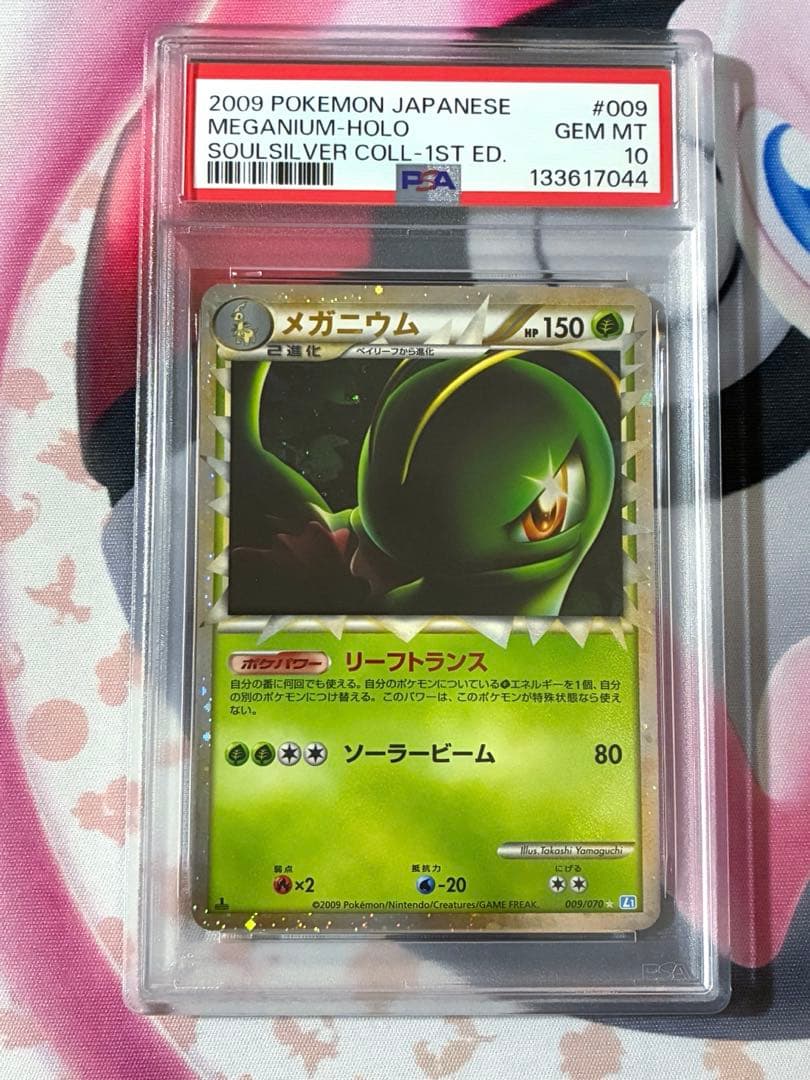 2009 POKEMON JAPANESE #009
MEGANIUM-HOLO GEM MT
SOULSILVER COLL-1ST ED. 10
PSA 133617044
メガニウム HP 150
2進化 ベイリーフから進化
ポケパワー リーフトランス
自分の番に何回でも使える。自分のポケモンについているエネルギーを1個、自分
の別のポケモンにつけ替える。このパワーは、このポケモンが特殊状態なら使え
ない。
ソーラービーム 80
Illus. Takashi Yamaguchi
弱点 抵抗力 にげる
×2 -20
1
©2009 Pokémon/Nintendo/Creatures/GAME FREAK. 009/070 L1
PSA